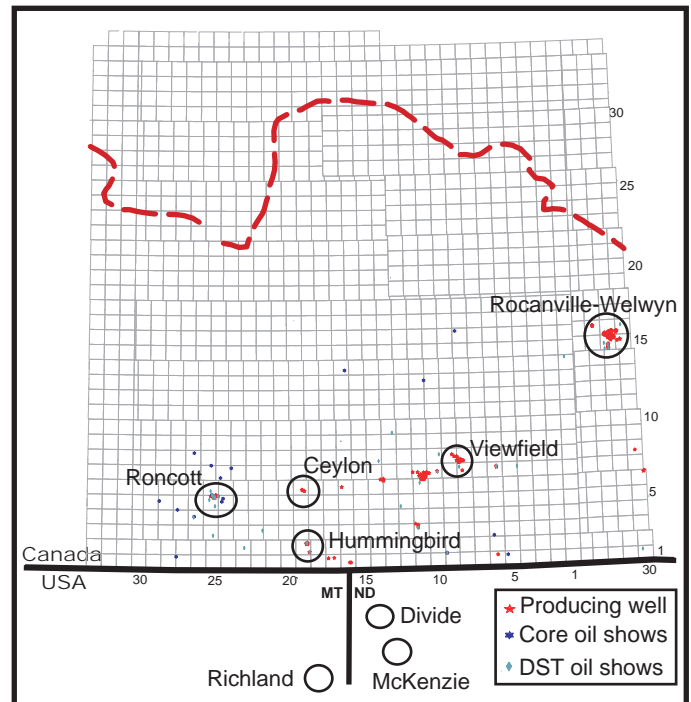 30
25
20
Rocanville-Welwyn
15
10
Viewfield
Ceylon
Roncott
5
Hummingbird
Canada
1
USA
30 25 20 15 10 5 1 30
MT ND
Divide
McKenzie
Richland
Producing well
Core oil shows
DST oil shows